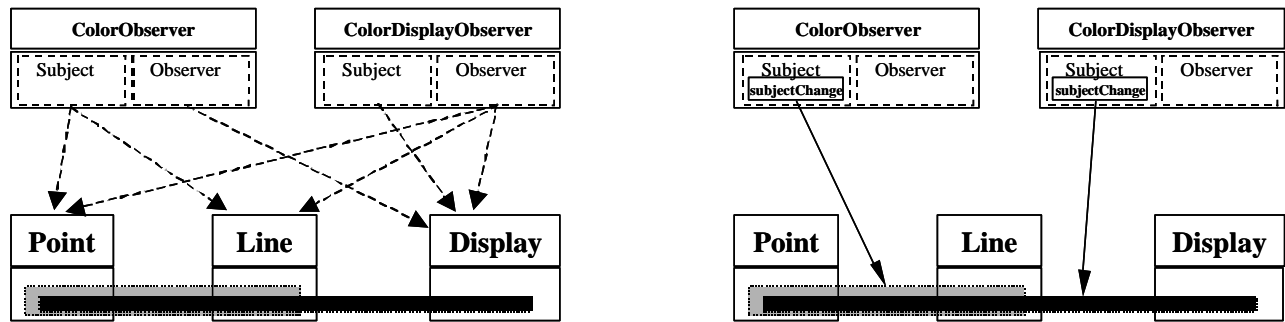 ColorObserver
Subject Observer
ColorDisplayObserver
Subject Observer
Point
Line
Display
ColorObserver
Subject Observer
subjectChange
ColorDisplayObserver
Subject Observer
subjectChange
Point
Line
Display